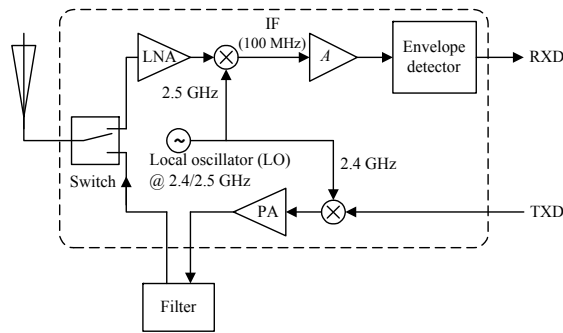 IF
(100 MHz)
LNA
A
Envelope
detector
RXD
2.5 GHz
~
Local oscillator (LO)
@ 2.4/2.5 GHz
2.4 GHz
Switch
PA
TXD
Filter